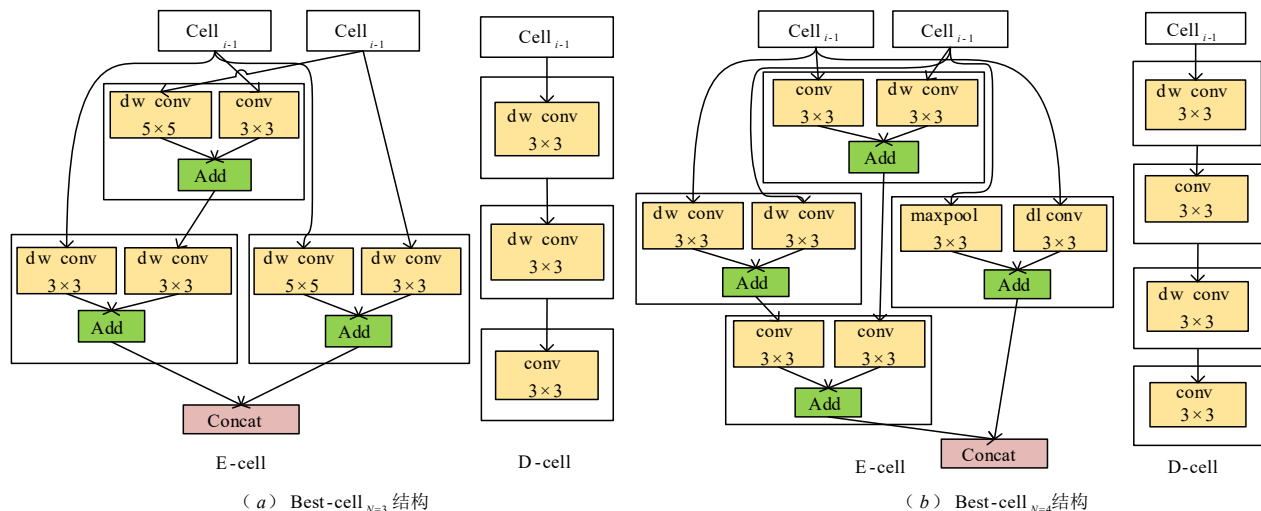 Cell i-1
Cell i-1
dw conv
5×5
conv
3×3
Add
dw conv
3×3
dw conv
3×3
Add
dw conv
5×5
dw conv
3×3
Add
Concat
E-cell
Cell i-1
dw conv
3×3
dw conv
3×3
conv
3×3
D-cell
(a) Best-cell N=3 结构
Cell i-1
Cell i-1
conv
3×3
dw conv
3×3
Add
dw conv
3×3
dw conv
3×3
Add
maxpool
3×3
dl conv
3×3
Add
conv
3×3
conv
3×3
Add
Concat
E-cell
Cell i-1
dw conv
3×3
conv
3×3
dw conv
3×3
conv
3×3
D-cell
(b) Best-cell N=4 结构